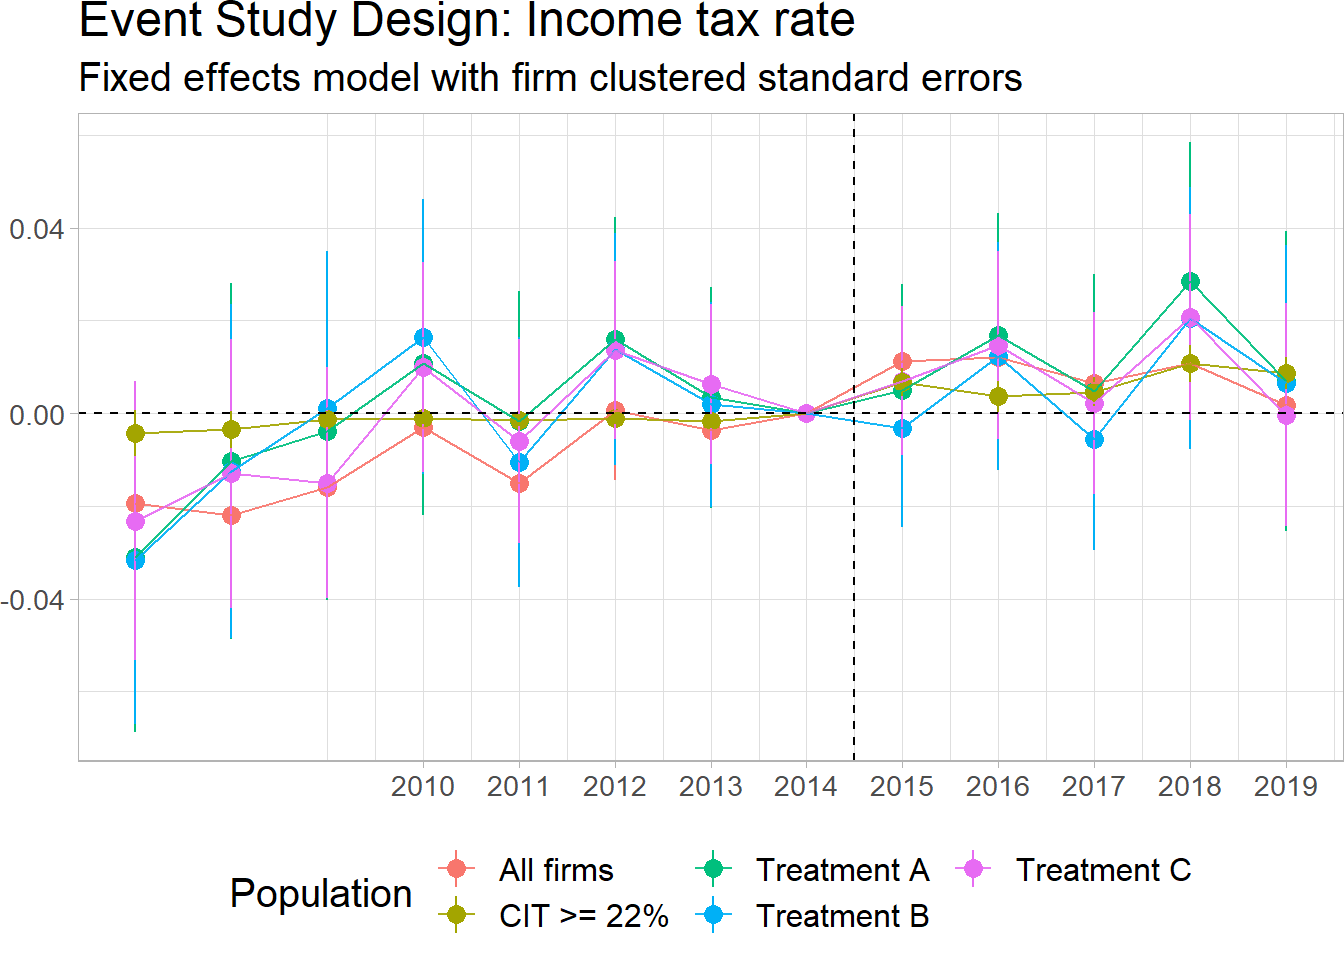 Event Study Design: Income tax rate
Fixed effects model with firm clustered standard errors
0.04
0.00
-0.04
2010 2011 2012 2013 2014 2015 2016 2017 2018 2019
Population
All firms Treatment A Treatment C
CIT >= 22% Treatment B